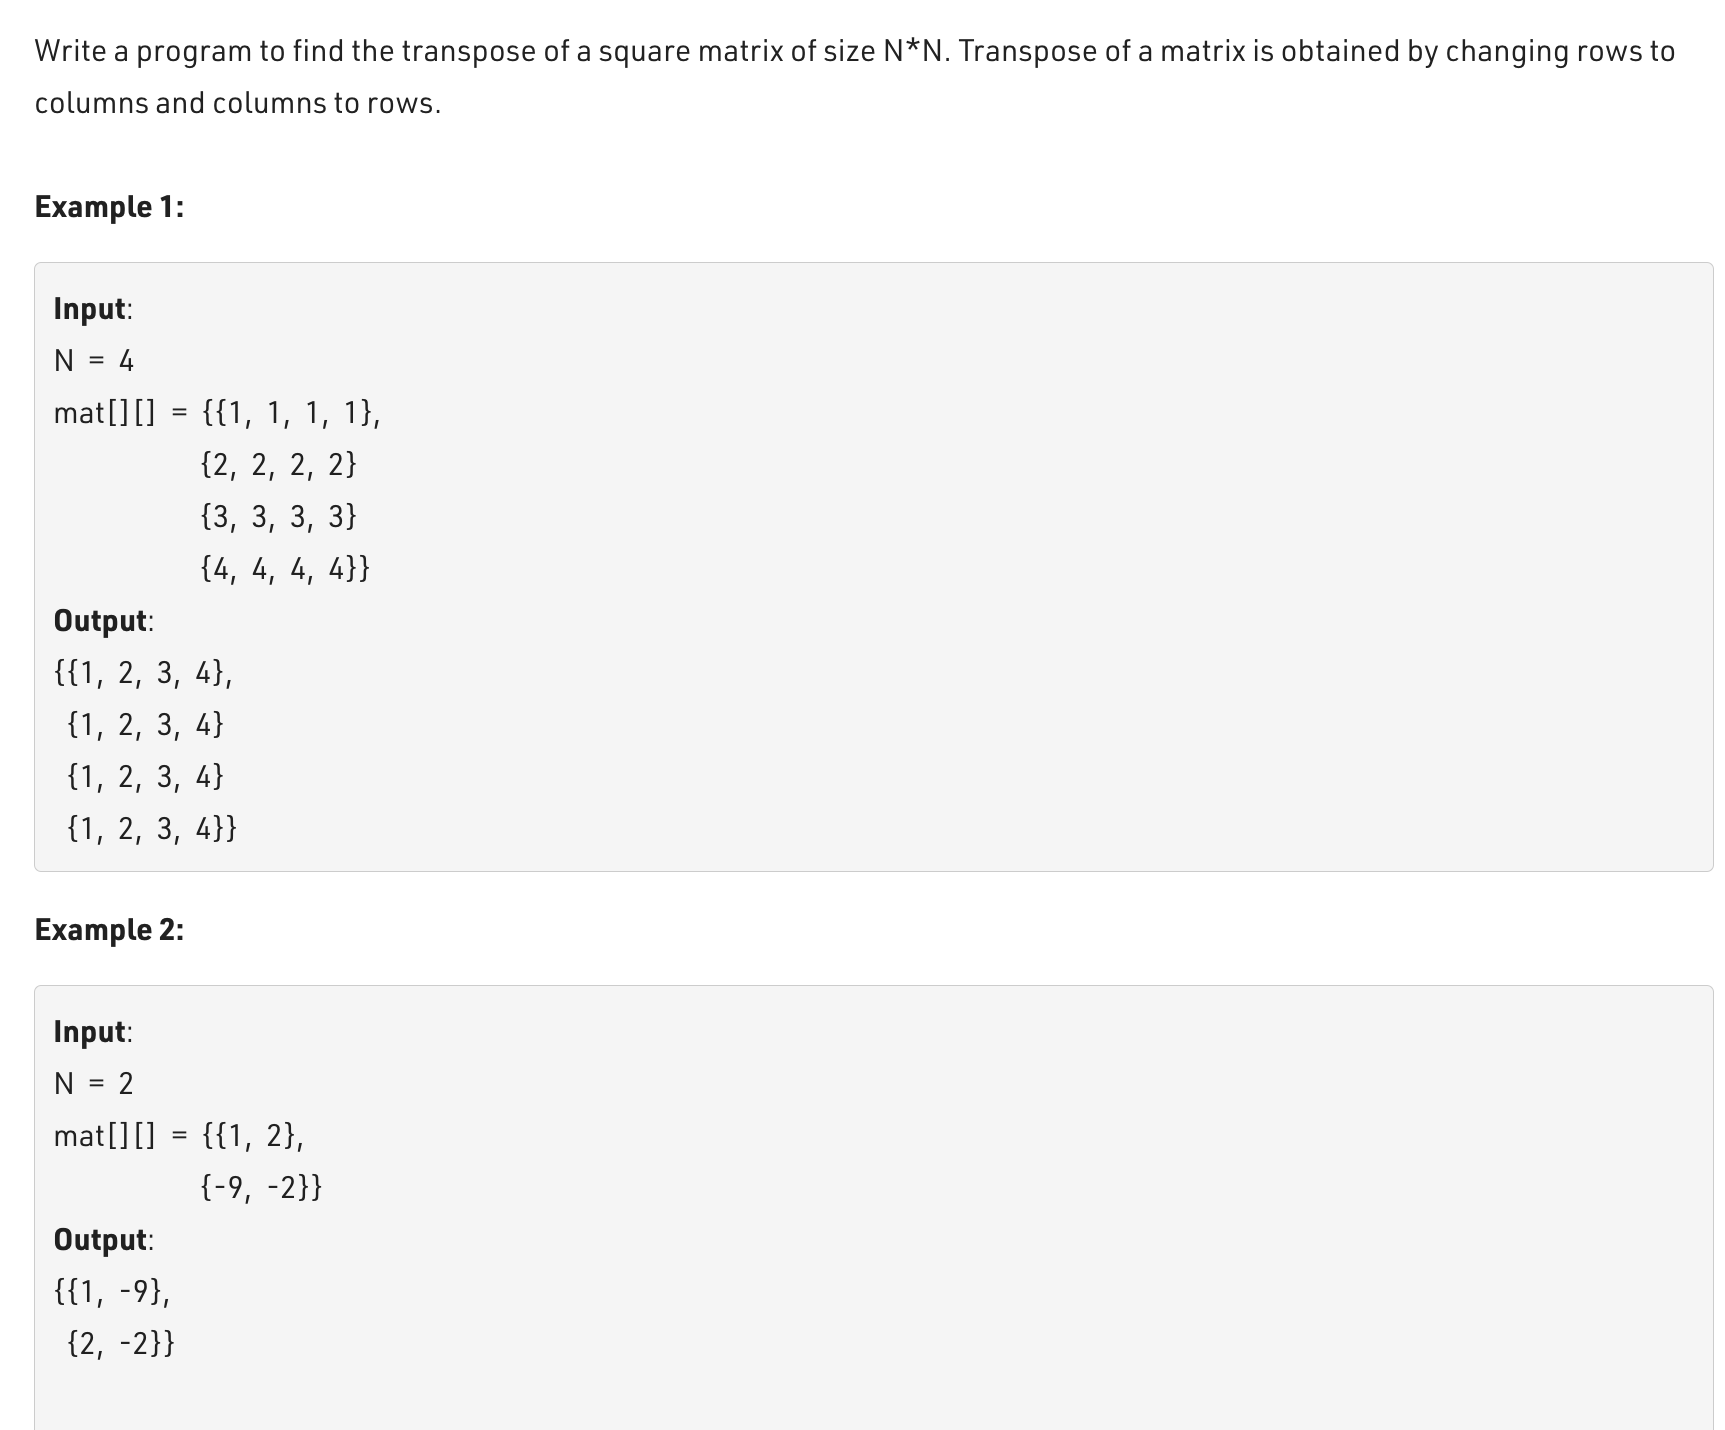 Write a program to find the transpose of a square matrix of size N*N. Transpose of a matrix is obtained by changing rows to
columns and columns to rows.
Example 1:
Input:
N = 4
mat[][] = {{1, 1, 1, 1},
{2, 2, 2, 2}
{3, 3, 3, 3}
{4, 4, 4, 4}}
Output:
{{1, 2, 3, 4},
{1, 2, 3, 4}
{1, 2, 3, 4}
{1, 2, 3, 4}}
Example 2:
Input:
N = 2
mat[][] = {{1, 2},
{-9, -2}}
Output:
{{1, -9},
{2, -2}}